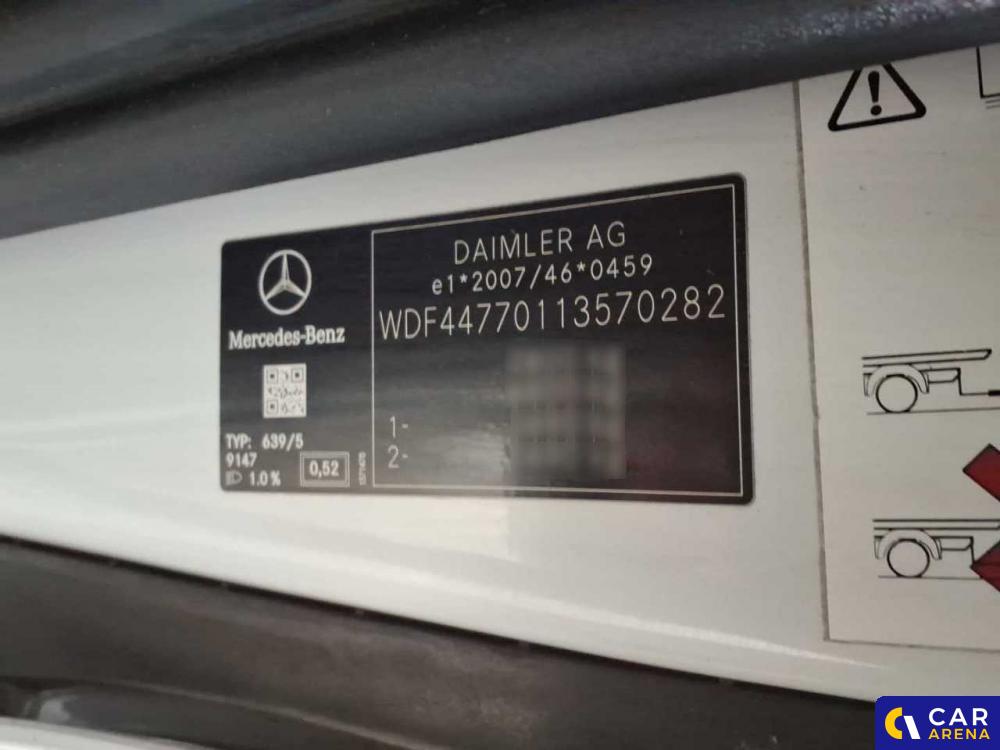 DAIMLER AG
e1*2007/46*0459
WDF44770113570282
1-
2-
Mercedes-Benz
TYP: 639/5
9147
1.0%
0,52
CAR
ARENA